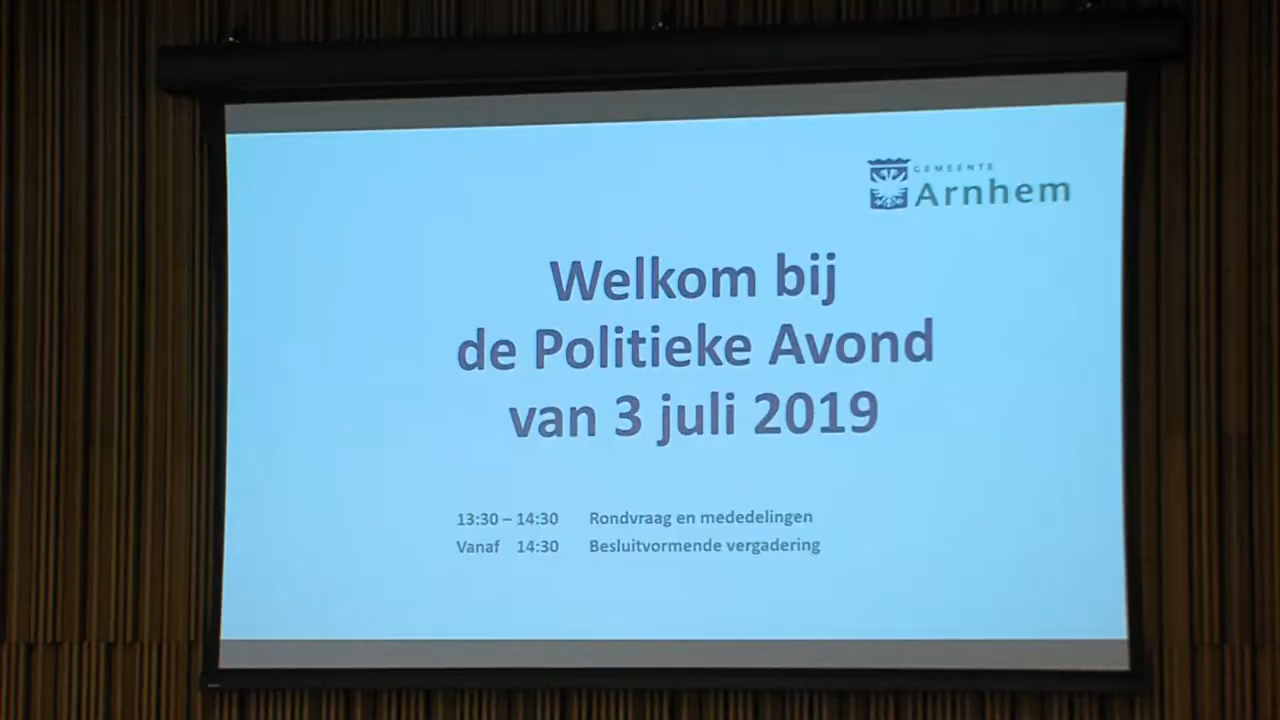 GEMEENTE
Arnhem
Welkom bij
de Politieke Avond
van 3 juli 2019
13:30 – 14:30 Rondvraag en mededelingen
Vanaf 14:30 Besluitvormende vergadering